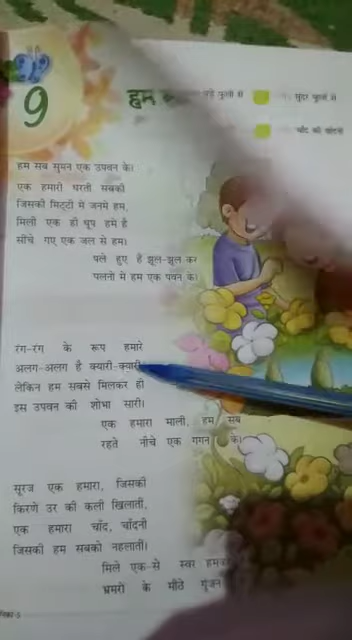 9
हम
फूलों से
सुंदर फूलों से
चाँद की चाँदनी
हम सब सुमन एक उपवन के।
एक हमारी धरती सबकी
जिसकी मिट्टी में जनमे हम,
मिली एक ही धूप हमें है
सींचे गए एक जल से हम।
पले हुए हैं झूल-झूल कर
पलनों में हम एक पवन के।
रंग-रंग के रूप हमारे
अलग-अलग है क्यारी-क्यारी
लेकिन हम सबसे मिलकर ही
इस उपवन की शोभा सारी।
एक हमारा माली, हम सब
रहते नीचे एक गगन के।
सूरज एक हमारा, जिसकी
किरणें उर की कली खिलातीं,
एक हमारा चाँद, चाँदनी
जिसकी हम सबको नहलाती।
मिले एक-से स्वर
भ्रमरों के मीठे गुंजन